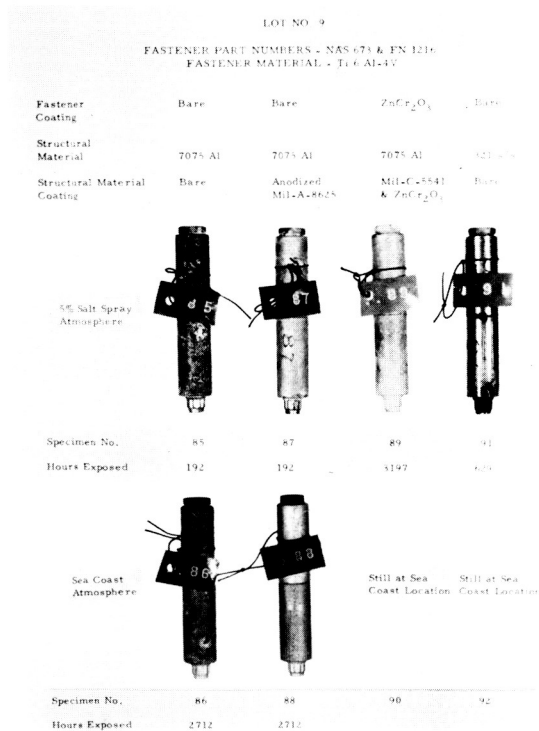 LOT NO. 9
FASTENER PART NUMBERS - NAS 673 & FN 1216
FASTENER MATERIAL - Ti 6 Al-4V
Fastener Coating Bare Bare ZnCr2O3 Bare
Structural Material 7075 Al 7075 Al 7075 Al
Structural Material Coating Bare Anodized Mil-A-8625 Mil-C-5541 & ZnCr2O3 Bare
5% Salt Spray Atmosphere
85 87
Specimen No. 85 87 89 91
Hours Exposed 192 192 3197
86 88
Sea Coast Atmosphere Still at Sea Coast Location Still at Sea Coast Location
Specimen No. 86 88 90 92
Hours Exposed 2712 2712